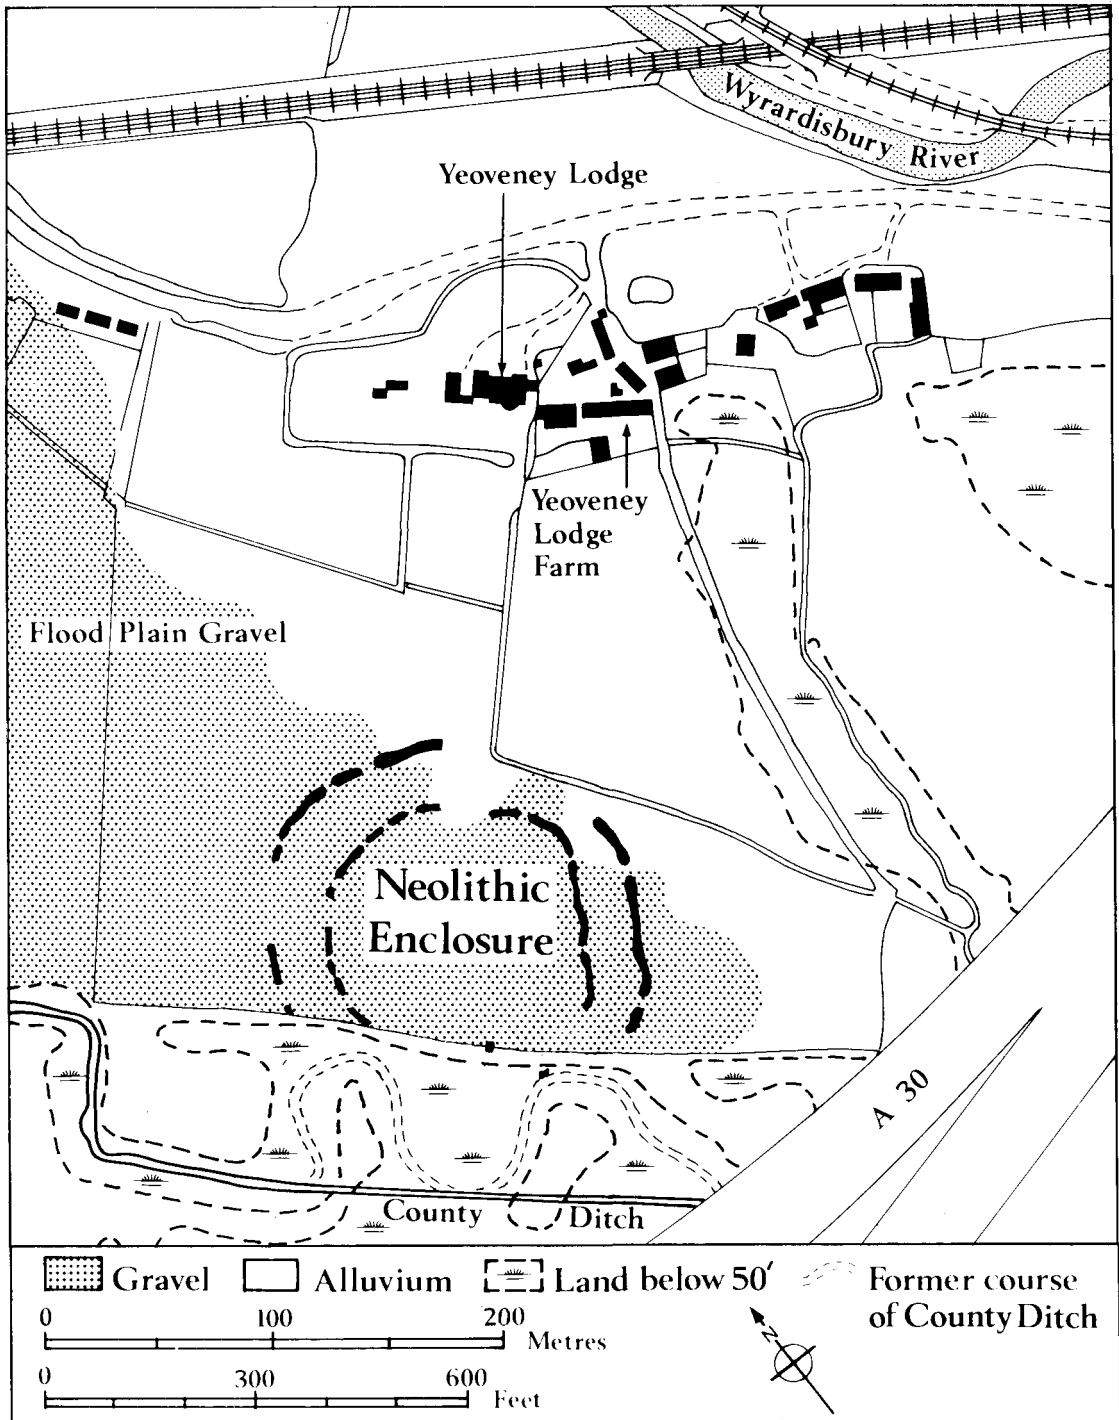 Wyrardisbury River
Yeoveney Lodge
Yeoveney
Lodge
Farm
Flood Plain Gravel
Neolithic
Enclosure
A 30
County Ditch
Gravel
Alluvium
Land below 50'
Former course
of County Ditch
0 100 200
Metres
0 300 600
Feet
N